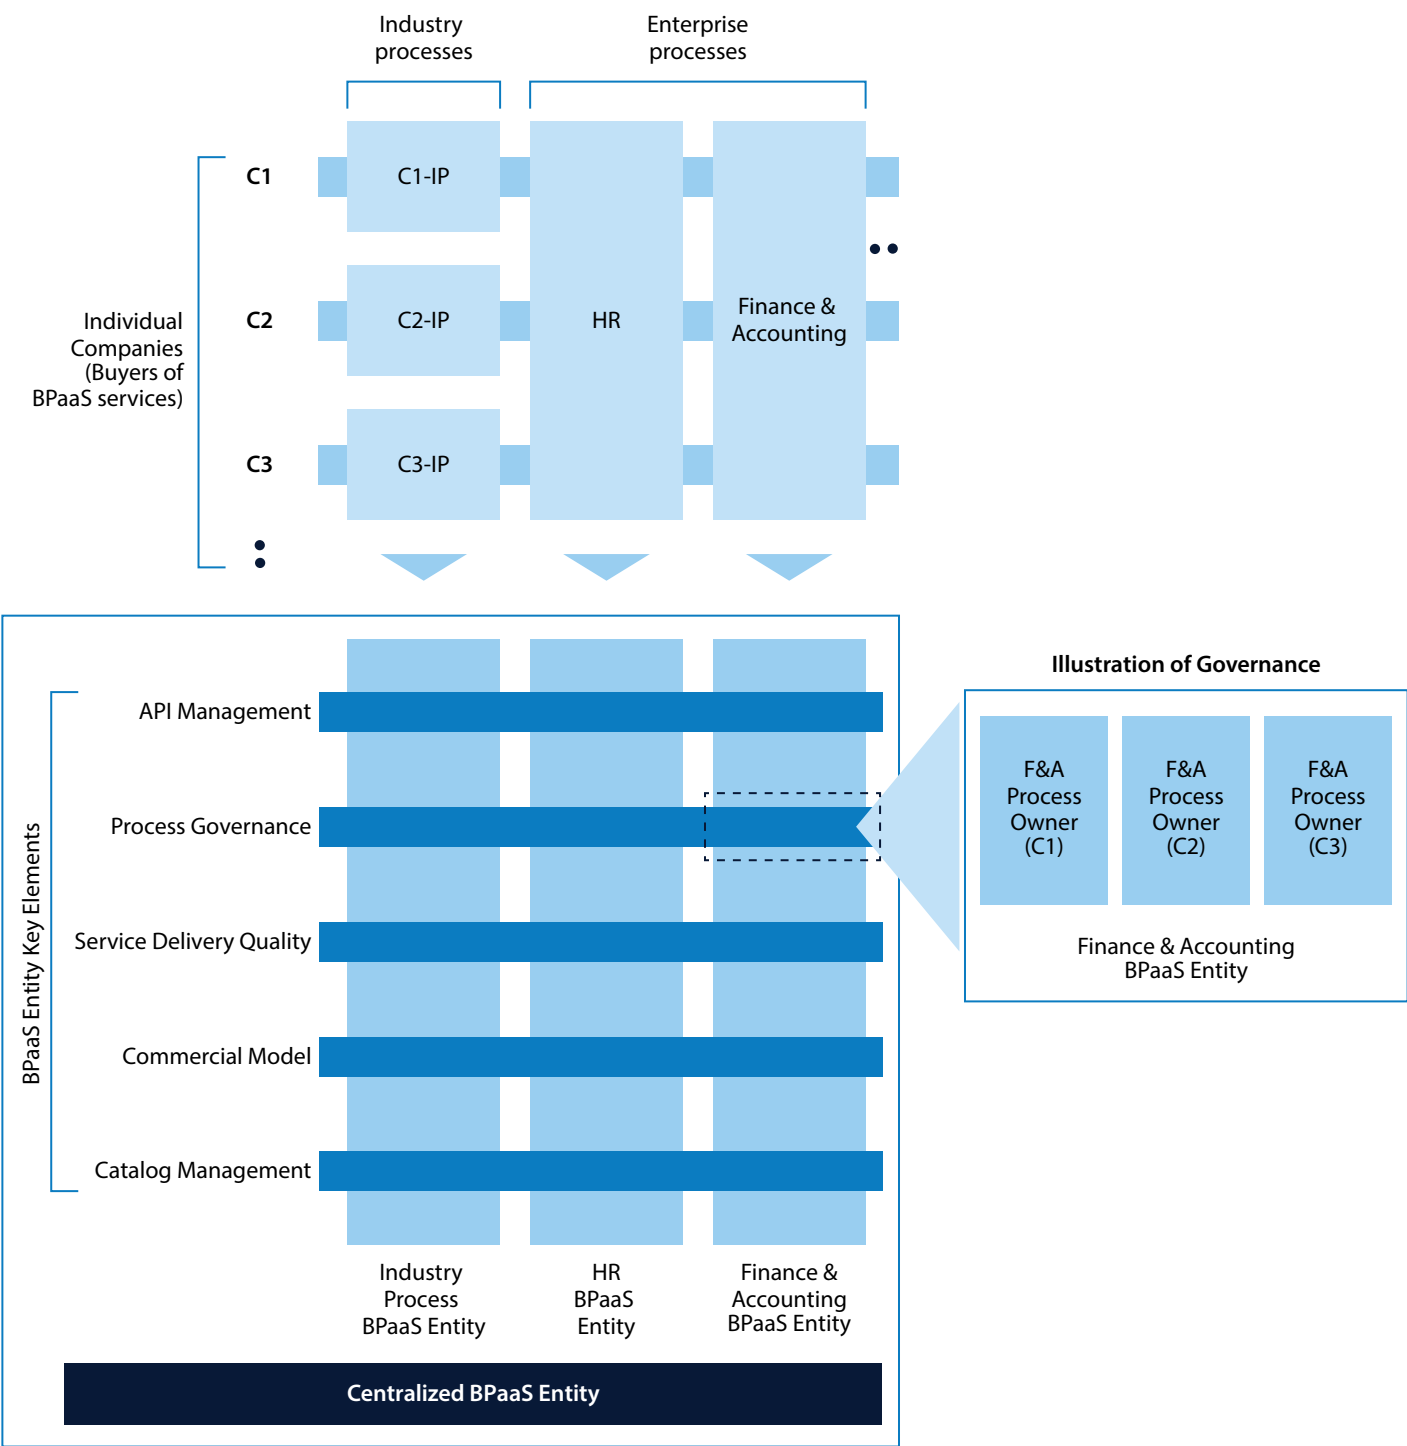 Industry
processes
Enterprise
processes
Individual
Companies
(Buyers of
BPaaS services)
C1
C1-IP
C2
C2-IP
C3
C3-IP
HR
Finance &
Accounting
BPaaS Entity Key Elements
API Management
Process Governance
Service Delivery Quality
Commercial Model
Catalog Management
Industry
Process
BPaaS Entity
HR
BPaaS
Entity
Finance &
Accounting
BPaaS Entity
Centralized BPaaS Entity
Illustration of Governance
F&A
Process
Owner
(C1)
F&A
Process
Owner
(C2)
F&A
Process
Owner
(C3)
Finance & Accounting
BPaaS Entity